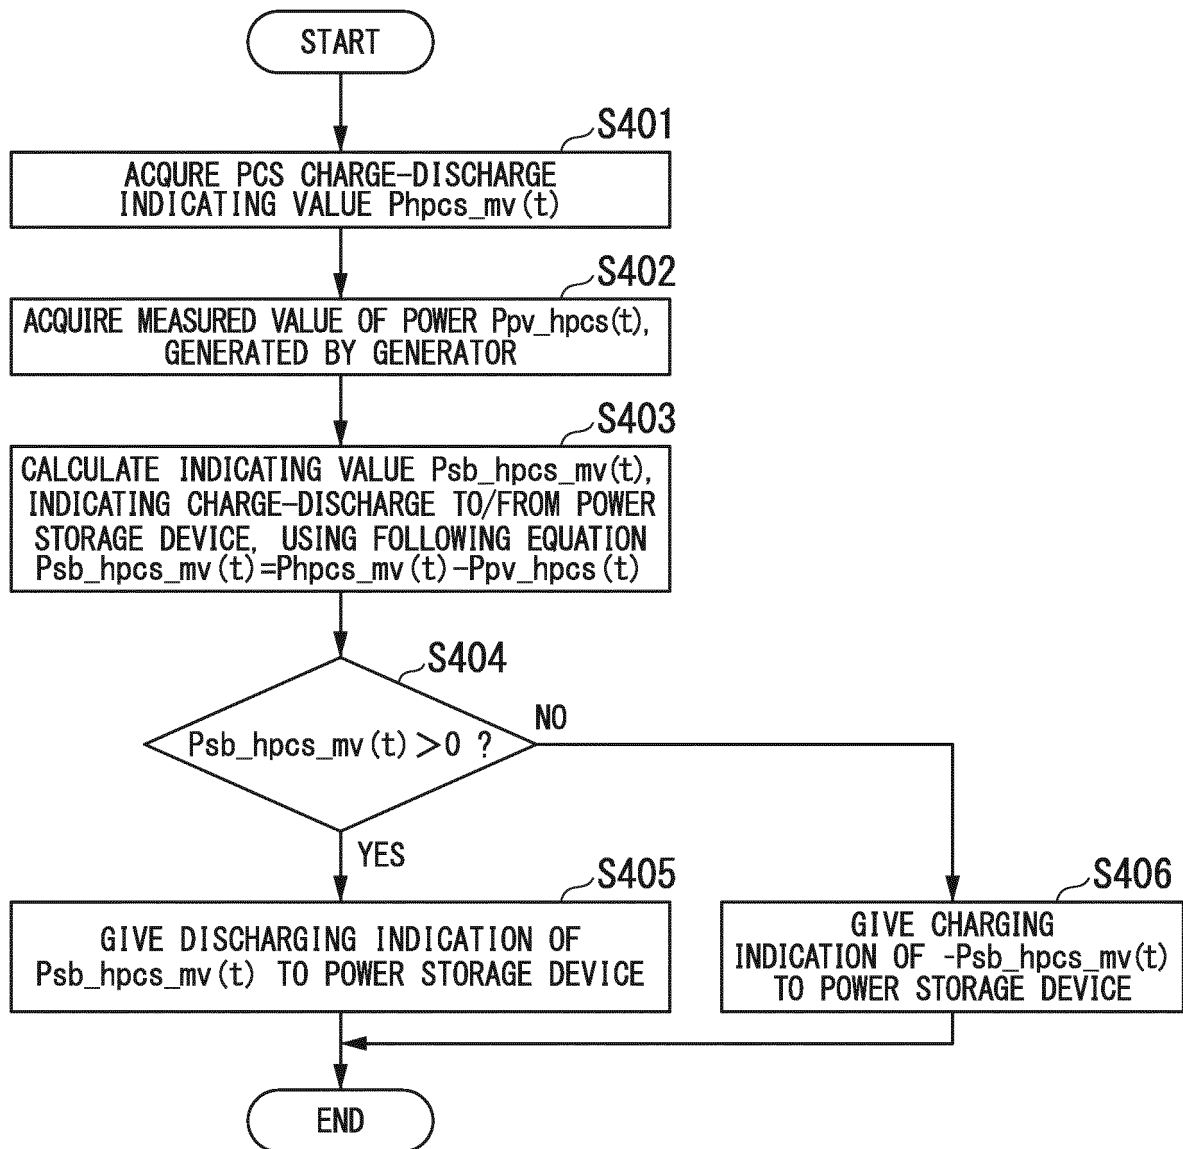 START
S401
ACQURE PCS CHARGE-DISCHARGE
INDICATING VALUE Phpcs_mv(t)
S402
ACQUIRE MEASURED VALUE OF POWER Ppv_hpcs(t),
GENERATED BY GENERATOR
S403
CALCULATE INDICATING VALUE Psb_hpcs_mv(t),
INDICATING CHARGE-DISCHARGE TO/FROM POWER
STORAGE DEVICE, USING FOLLOWING EQUATION
Psb_hpcs_mv(t)=Phpcs_mv(t)-Ppv_hpcs(t)
S404
Psb_hpcs_mv(t)>0 ?
NO
YES
S405
GIVE DISCHARGING INDICATION OF
Psb_hpcs_mv(t) TO POWER STORAGE DEVICE
S406
GIVE CHARGING
INDICATION OF -Psb_hpcs_mv(t)
TO POWER STORAGE DEVICE
END